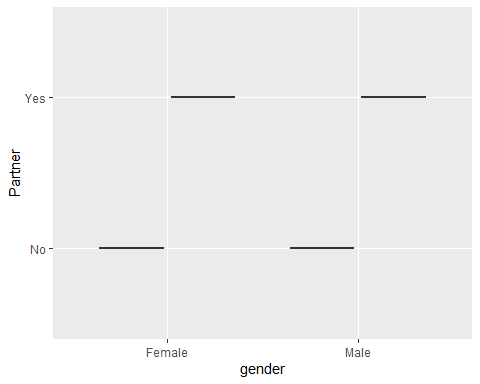 Yes
Partner
No
Female Male
gender